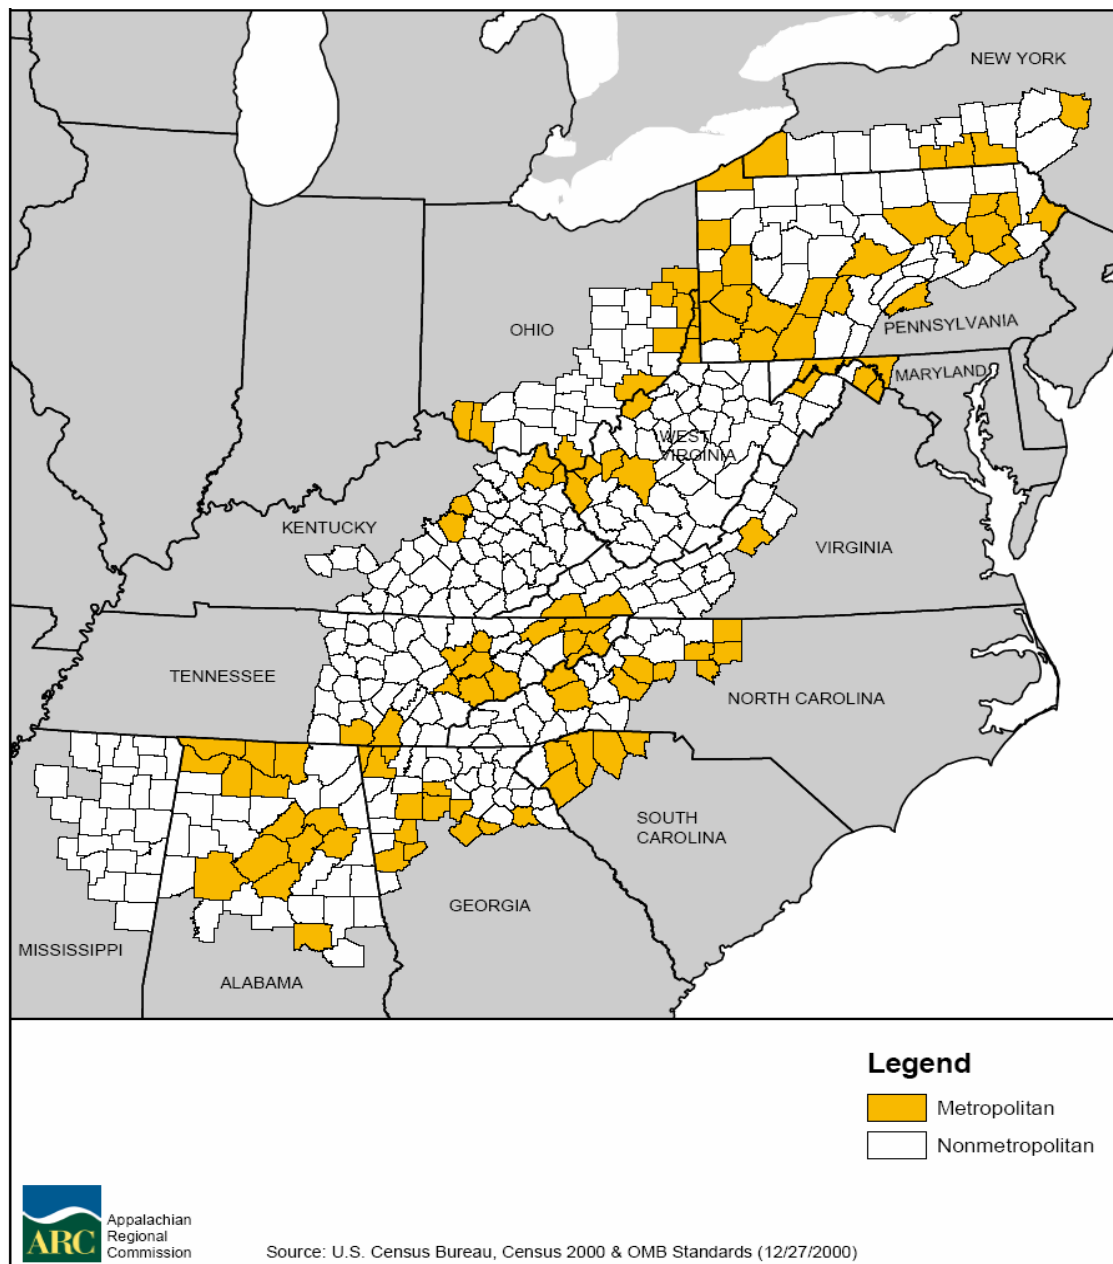 NEW YORK
OHIO
PENNSYLVANIA
MARYLAND
WEST
VIRGINIA
KENTUCKY
VIRGINIA
TENNESSEE
NORTH CAROLINA
SOUTH
CAROLINA
GEORGIA
MISSISSIPPI
ALABAMA
Legend
Metropolitan
Nonmetropolitan
ARC
Appalachian
Regional
Commission
Source: U.S. Census Bureau, Census 2000 & OMB Standards (12/27/2000)